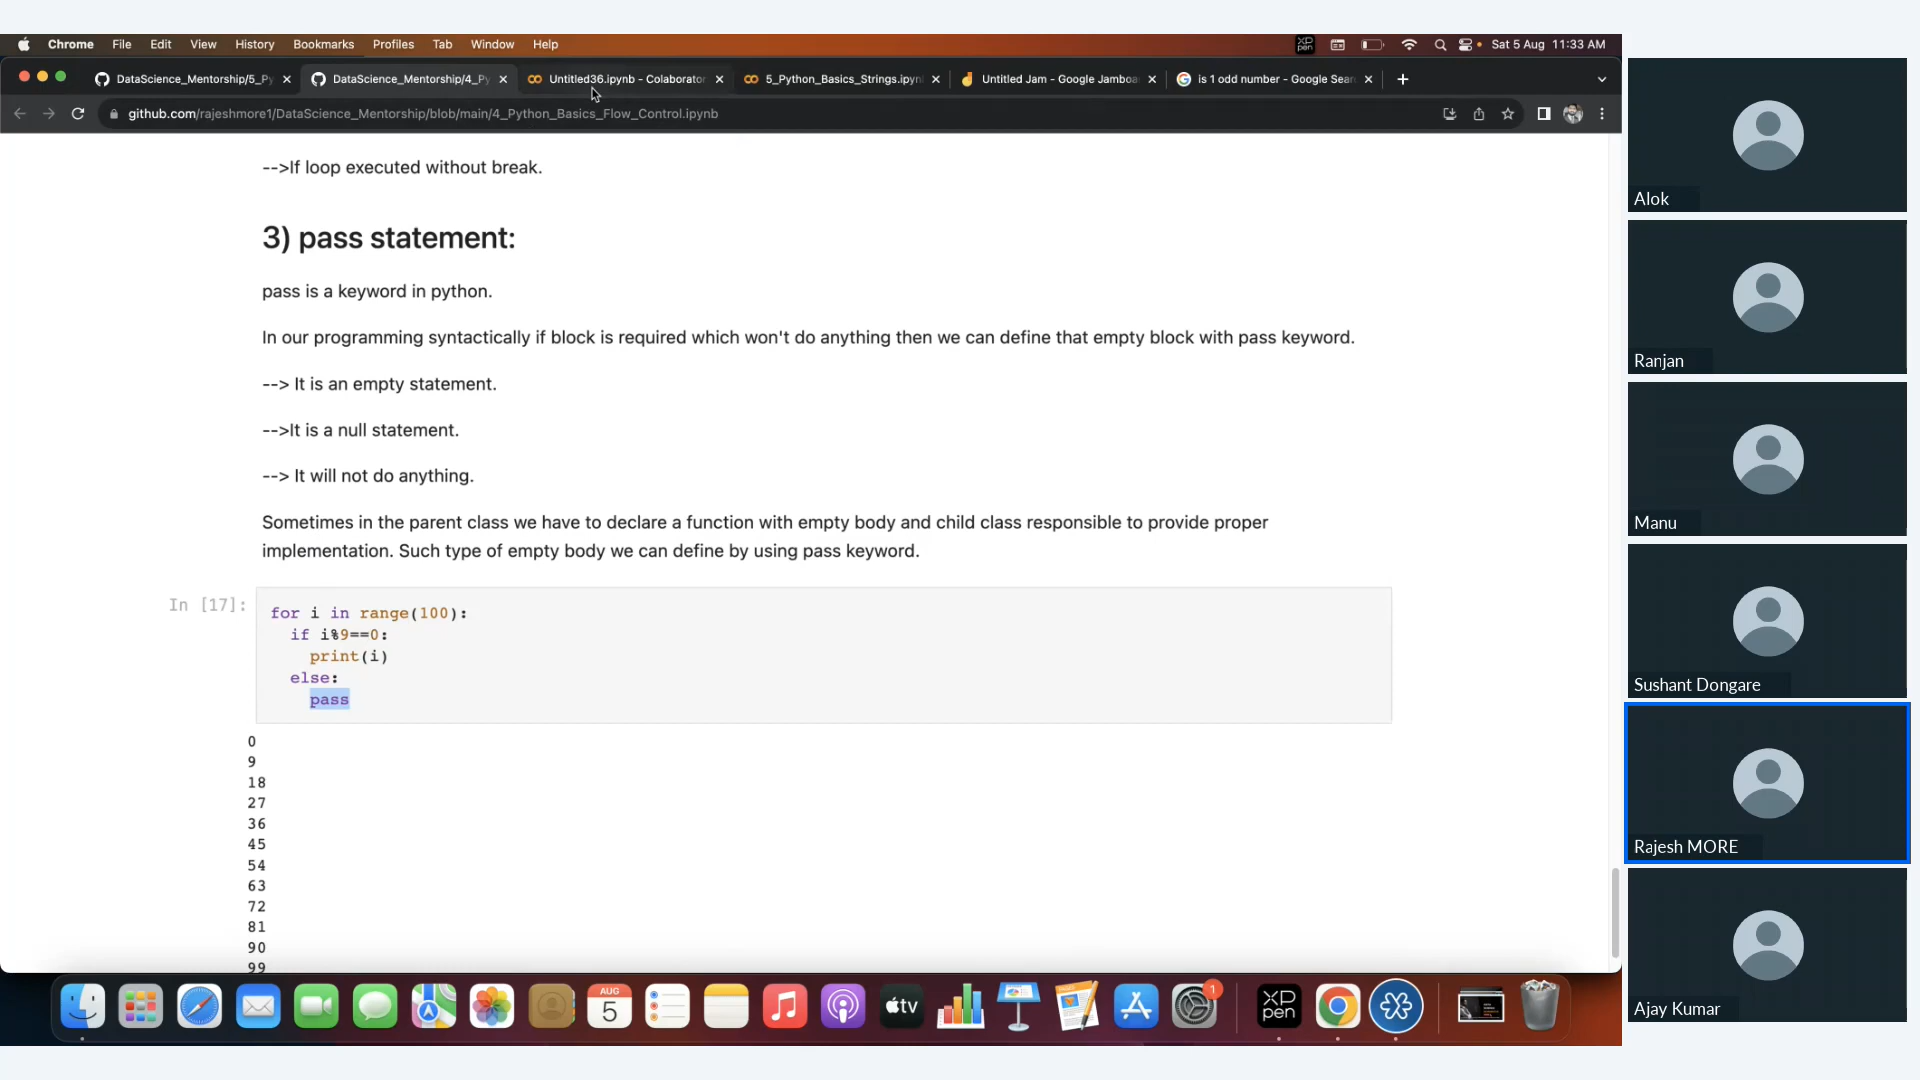 Chrome File Edit View History Bookmarks Profiles Tab Window Help
XP pen
Sat 5 Aug 11:33 AM
DataScience_Mentorship/5_Py
DataScience_Mentorship/4_Py
Untitled36.ipynb - Colaborator
5_Python_Basics_Strings.ipyn
Untitled Jam - Google Jamboa
is 1 odd number - Google Sear
github.com/rajeshmore1/DataScience_Mentorship/blob/main/4_Python_Basics_Flow_Control.ipynb
-->If loop executed without break.
3) pass statement:
pass is a keyword in python.
In our programming syntactically if block is required which won't do anything then we can define that empty block with pass keyword.
--> It is an empty statement.
-->It is a null statement.
--> It will not do anything.
Sometimes in the parent class we have to declare a function with empty body and child class responsible to provide proper
implementation. Such type of empty body we can define by using pass keyword.
In [17]:
for i in range(100):
if i%9==0:
print(i)
else:
pass
0
9
18
27
36
45
54
63
72
81
90
99
Alok
Ranjan
Manu
Sushant Dongare
Rajesh MORE
Ajay Kumar
AUG
5
tv
1
XP
pen